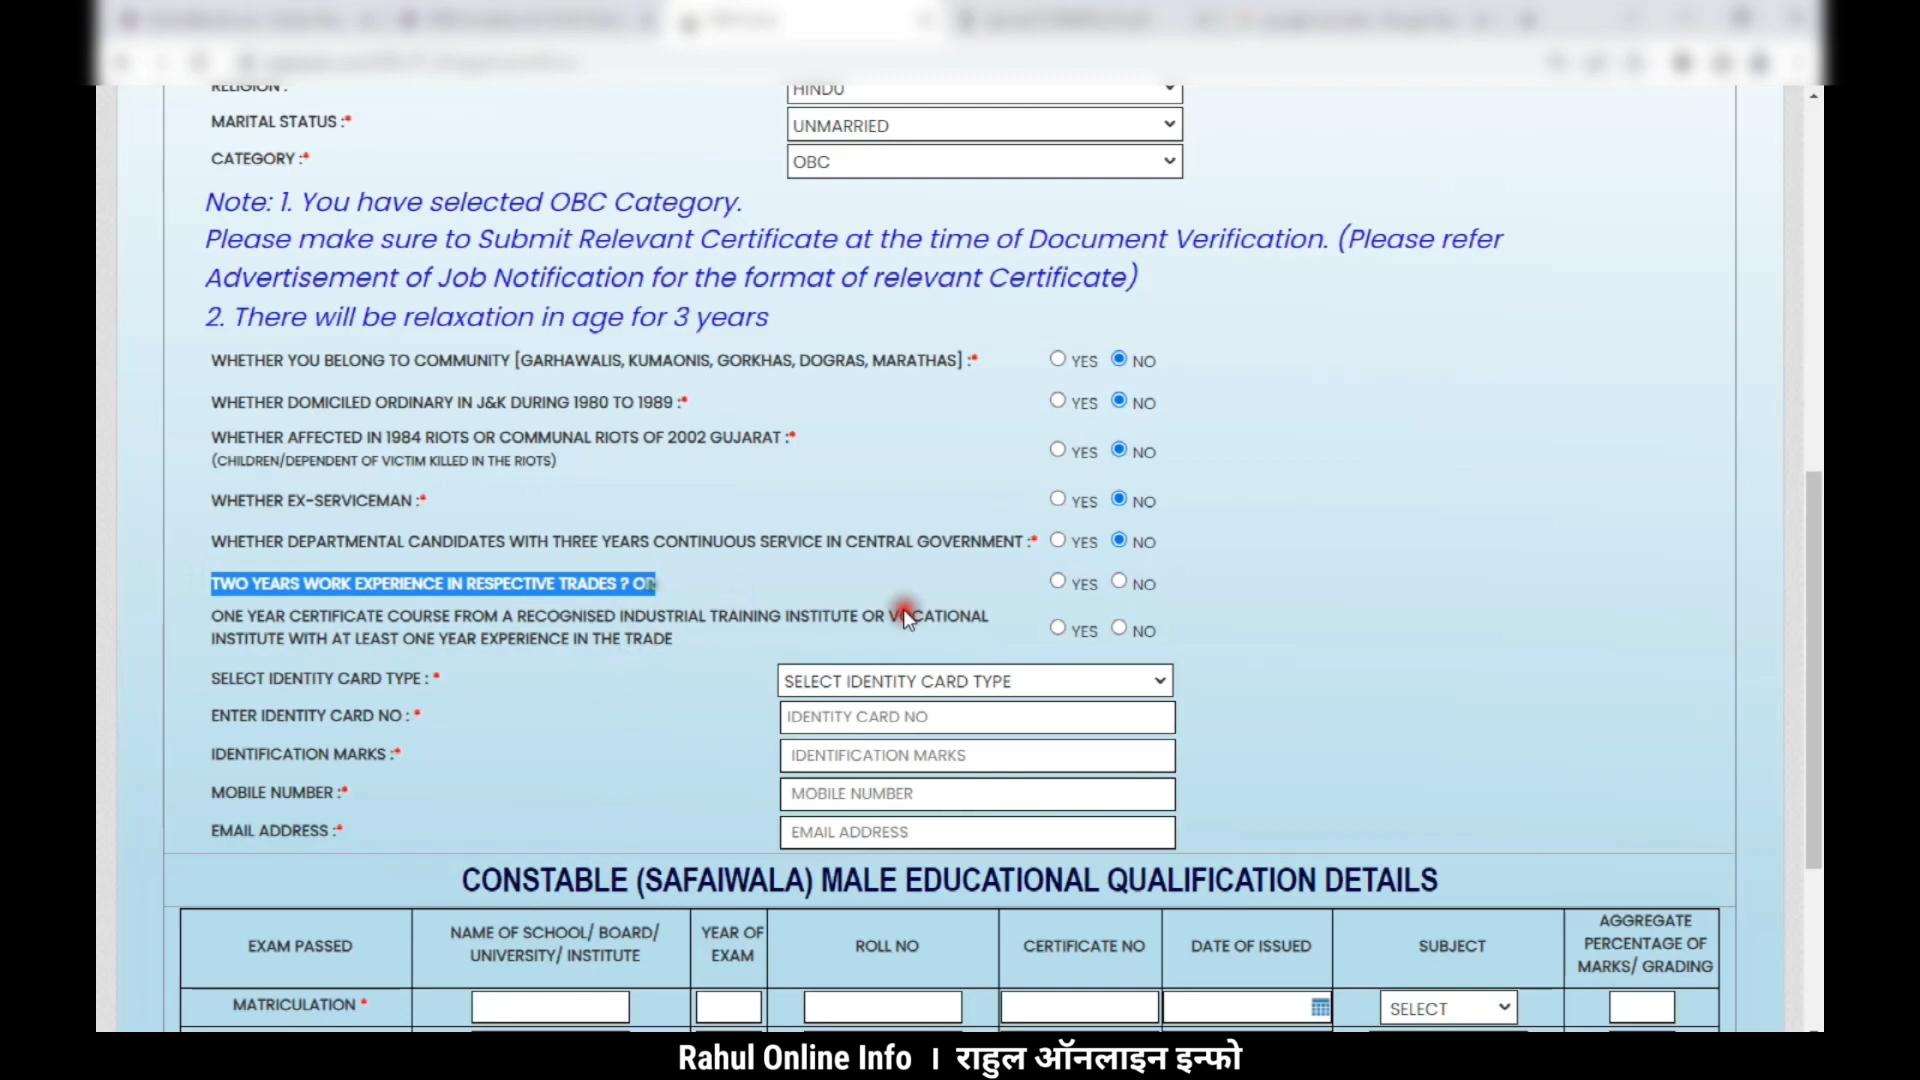 RELIGION :
HINDU
MARITAL STATUS :*
UNMARRIED
CATEGORY :*
OBC
Note: 1. You have selected OBC Category.
Please make sure to Submit Relevant Certificate at the time of Document Verification. (Please refer
Advertisement of Job Notification for the format of relevant Certificate)
2. There will be relaxation in age for 3 years
WHETHER YOU BELONG TO COMMUNITY [GARHAWALIS, KUMAONIS, GORKHAS, DOGRAS, MARATHAS] :* YES NO
WHETHER DOMICILED ORDINARY IN J&K DURING 1980 TO 1989 :* YES NO
WHETHER AFFECTED IN 1984 RIOTS OR COMMUNAL RIOTS OF 2002 GUJARAT :*
(CHILDREN/DEPENDENT OF VICTIM KILLED IN THE RIOTS) YES NO
WHETHER EX-SERVICEMAN :* YES NO
WHETHER DEPARTMENTAL CANDIDATES WITH THREE YEARS CONTINUOUS SERVICE IN CENTRAL GOVERNMENT :* YES NO
TWO YEARS WORK EXPERIENCE IN RESPECTIVE TRADES ? OR YES NO
ONE YEAR CERTIFICATE COURSE FROM A RECOGNISED INDUSTRIAL TRAINING INSTITUTE OR VOCATIONAL
INSTITUTE WITH AT LEAST ONE YEAR EXPERIENCE IN THE TRADE YES NO
SELECT IDENTITY CARD TYPE : * SELECT IDENTITY CARD TYPE
ENTER IDENTITY CARD NO : * IDENTITY CARD NO
IDENTIFICATION MARKS :* IDENTIFICATION MARKS
MOBILE NUMBER :* MOBILE NUMBER
EMAIL ADDRESS :* EMAIL ADDRESS
CONSTABLE (SAFAIWALA) MALE EDUCATIONAL QUALIFICATION DETAILS
EXAM PASSED
NAME OF SCHOOL/ BOARD/
UNIVERSITY/ INSTITUTE
YEAR OF
EXAM
ROLL NO
CERTIFICATE NO
DATE OF ISSUED
SUBJECT
AGGREGATE
PERCENTAGE OF
MARKS/ GRADING
MATRICULATION *
SELECT
Rahul Online Info । राहुल ऑनलाइन इन्फो